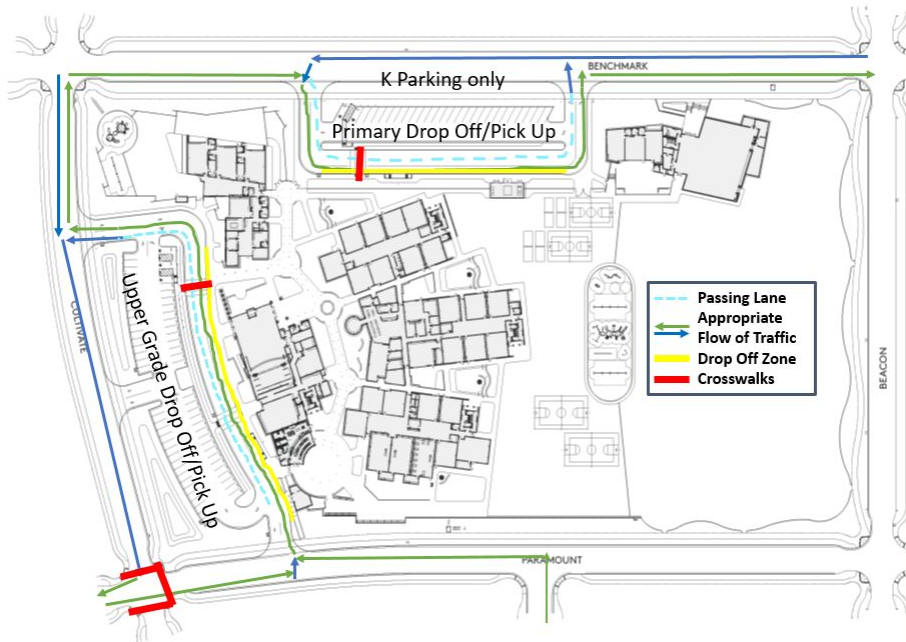 BENCHMARK
K Parking only
Primary Drop Off/Pick Up
Upper Grade Drop Off/Pick Up
CULTIVATE
Passing Lane
Appropriate
Flow of Traffic
Drop Off Zone
Crosswalks
BEACON
PARAMOUNT